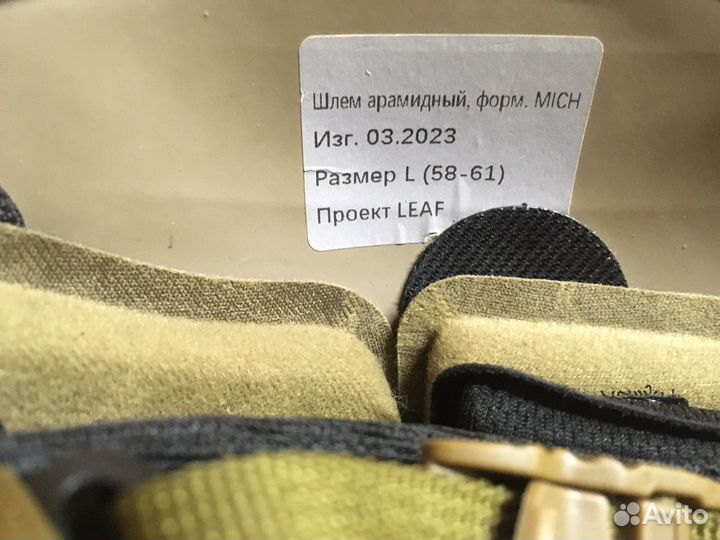 Шлем арамидный, форм. MICH
Изг. 03.2023
Размер L (58-61)
Проект LEAF
Avito